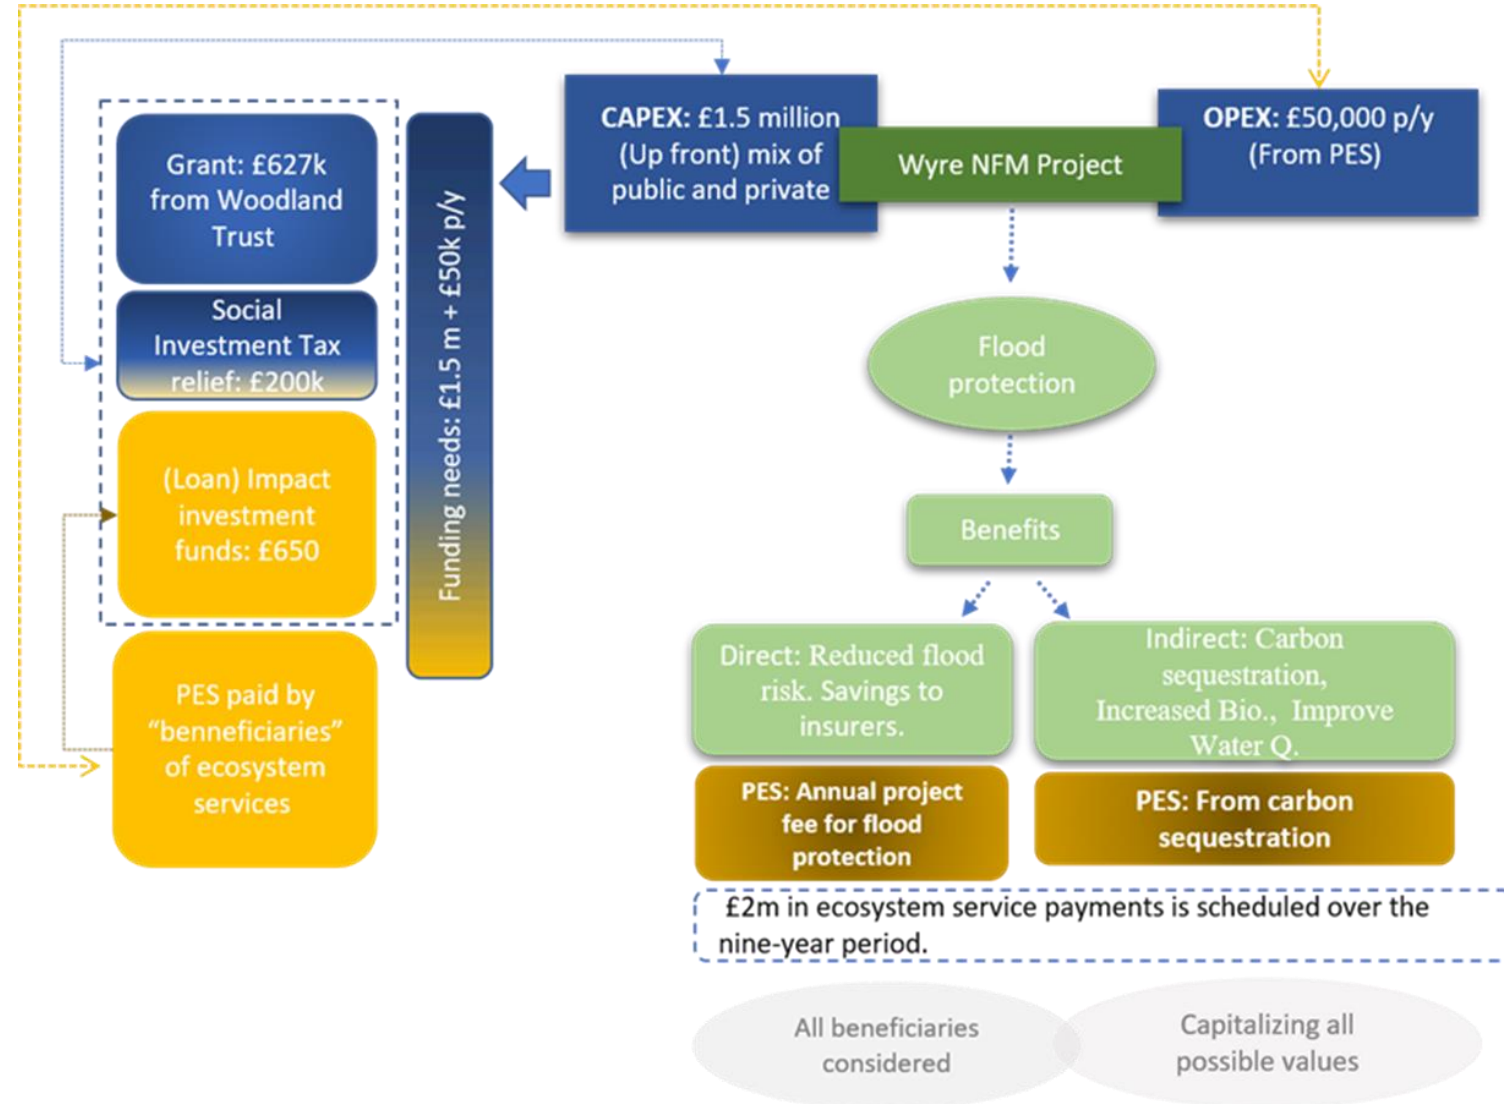 CAPEX: £1.5 million
(Up front) mix of
public and private
Wyre NFM Project
OPEX: £50,000 p/y
(From PES)
Grant: £627k
from Woodland
Trust
Social
Investment Tax
relief: £200k
(Loan) Impact
investment
funds: £650
PES paid by
“benneficiaries”
of ecosystem
services
Funding needs: £1.5 m + £50k p/y
Flood
protection
Benefits
Direct: Reduced flood
risk. Savings to
insurers.
Indirect: Carbon
sequestration,
Increased Bio.,  Improve
Water Q.
PES: Annual project
fee for flood
protection
PES: From carbon
sequestration
£2m in ecosystem service payments is scheduled over the
nine-year period.
All beneficiaries
considered
Capitalizing all
possible values